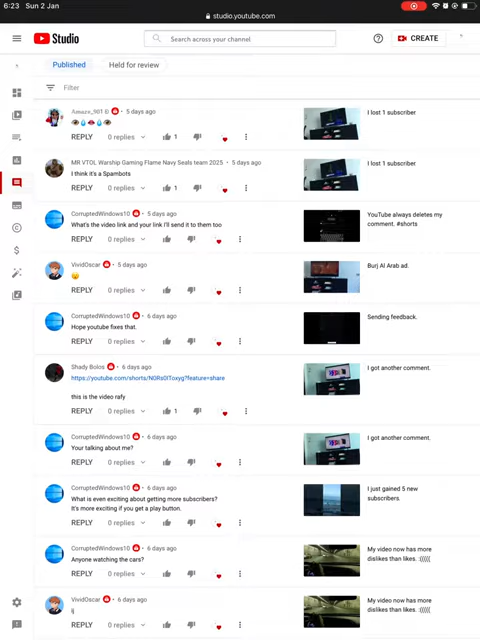 6:23 Sun 2 Jan
studio.youtube.com
Studio
Search across your channel
CREATE
Published
Held for review
Filter
Amaze_901 • 5 days ago
REPLY 0 replies 1
I lost 1 subscriber
MR VTOL Warship Gaming Flame Navy Seals team 2025 • 5 days ago
I think it's a Spambots
REPLY 0 replies 1
I lost 1 subscriber
CorruptedWindows10 • 5 days ago
What's the video link and your link I'll send it to them too
REPLY 0 replies
YouTube always deletes my
comment. #shorts
VividOscar • 5 days ago
REPLY 0 replies
Burj Al Arab ad.
CorruptedWindows10 • 6 days ago
Hope youtube fixes that.
REPLY 0 replies
Sending feedback.
Shady Bolos • 6 days ago
this is the video rafy
REPLY 0 replies 1
I got another comment.
CorruptedWindows10 • 6 days ago
Your talking about me?
REPLY 0 replies
I got another comment.
CorruptedWindows10 • 6 days ago
What is even exciting about getting more subscribers?
It's more exciting if you get a play button.
REPLY 0 replies
I just gained 5 new
subscribers.
CorruptedWindows10 • 6 days ago
Anyone watching the cars?
REPLY 0 replies
My video now has more
dislikes than likes. :(((((
VividOscar • 6 days ago
REPLY 0 replies
My video now has more
dislikes than likes. :(((((